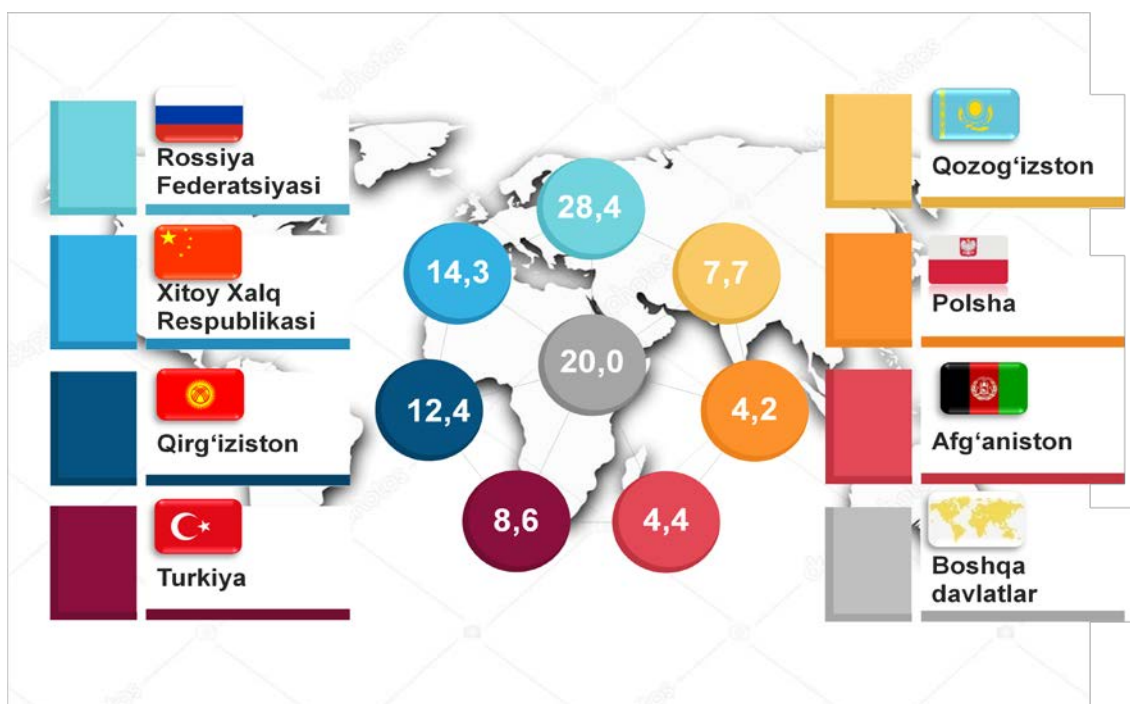 Rossiya
Federatsiyasi
Xitoy Xalq
Respublikasi
Qirg‘iziston
Turkiya
28,4
14,3
7,7
20,0
12,4
4,2
8,6
4,4
Qozog‘izston
Polsha
Afg‘aniston
Boshqa
davlatlar